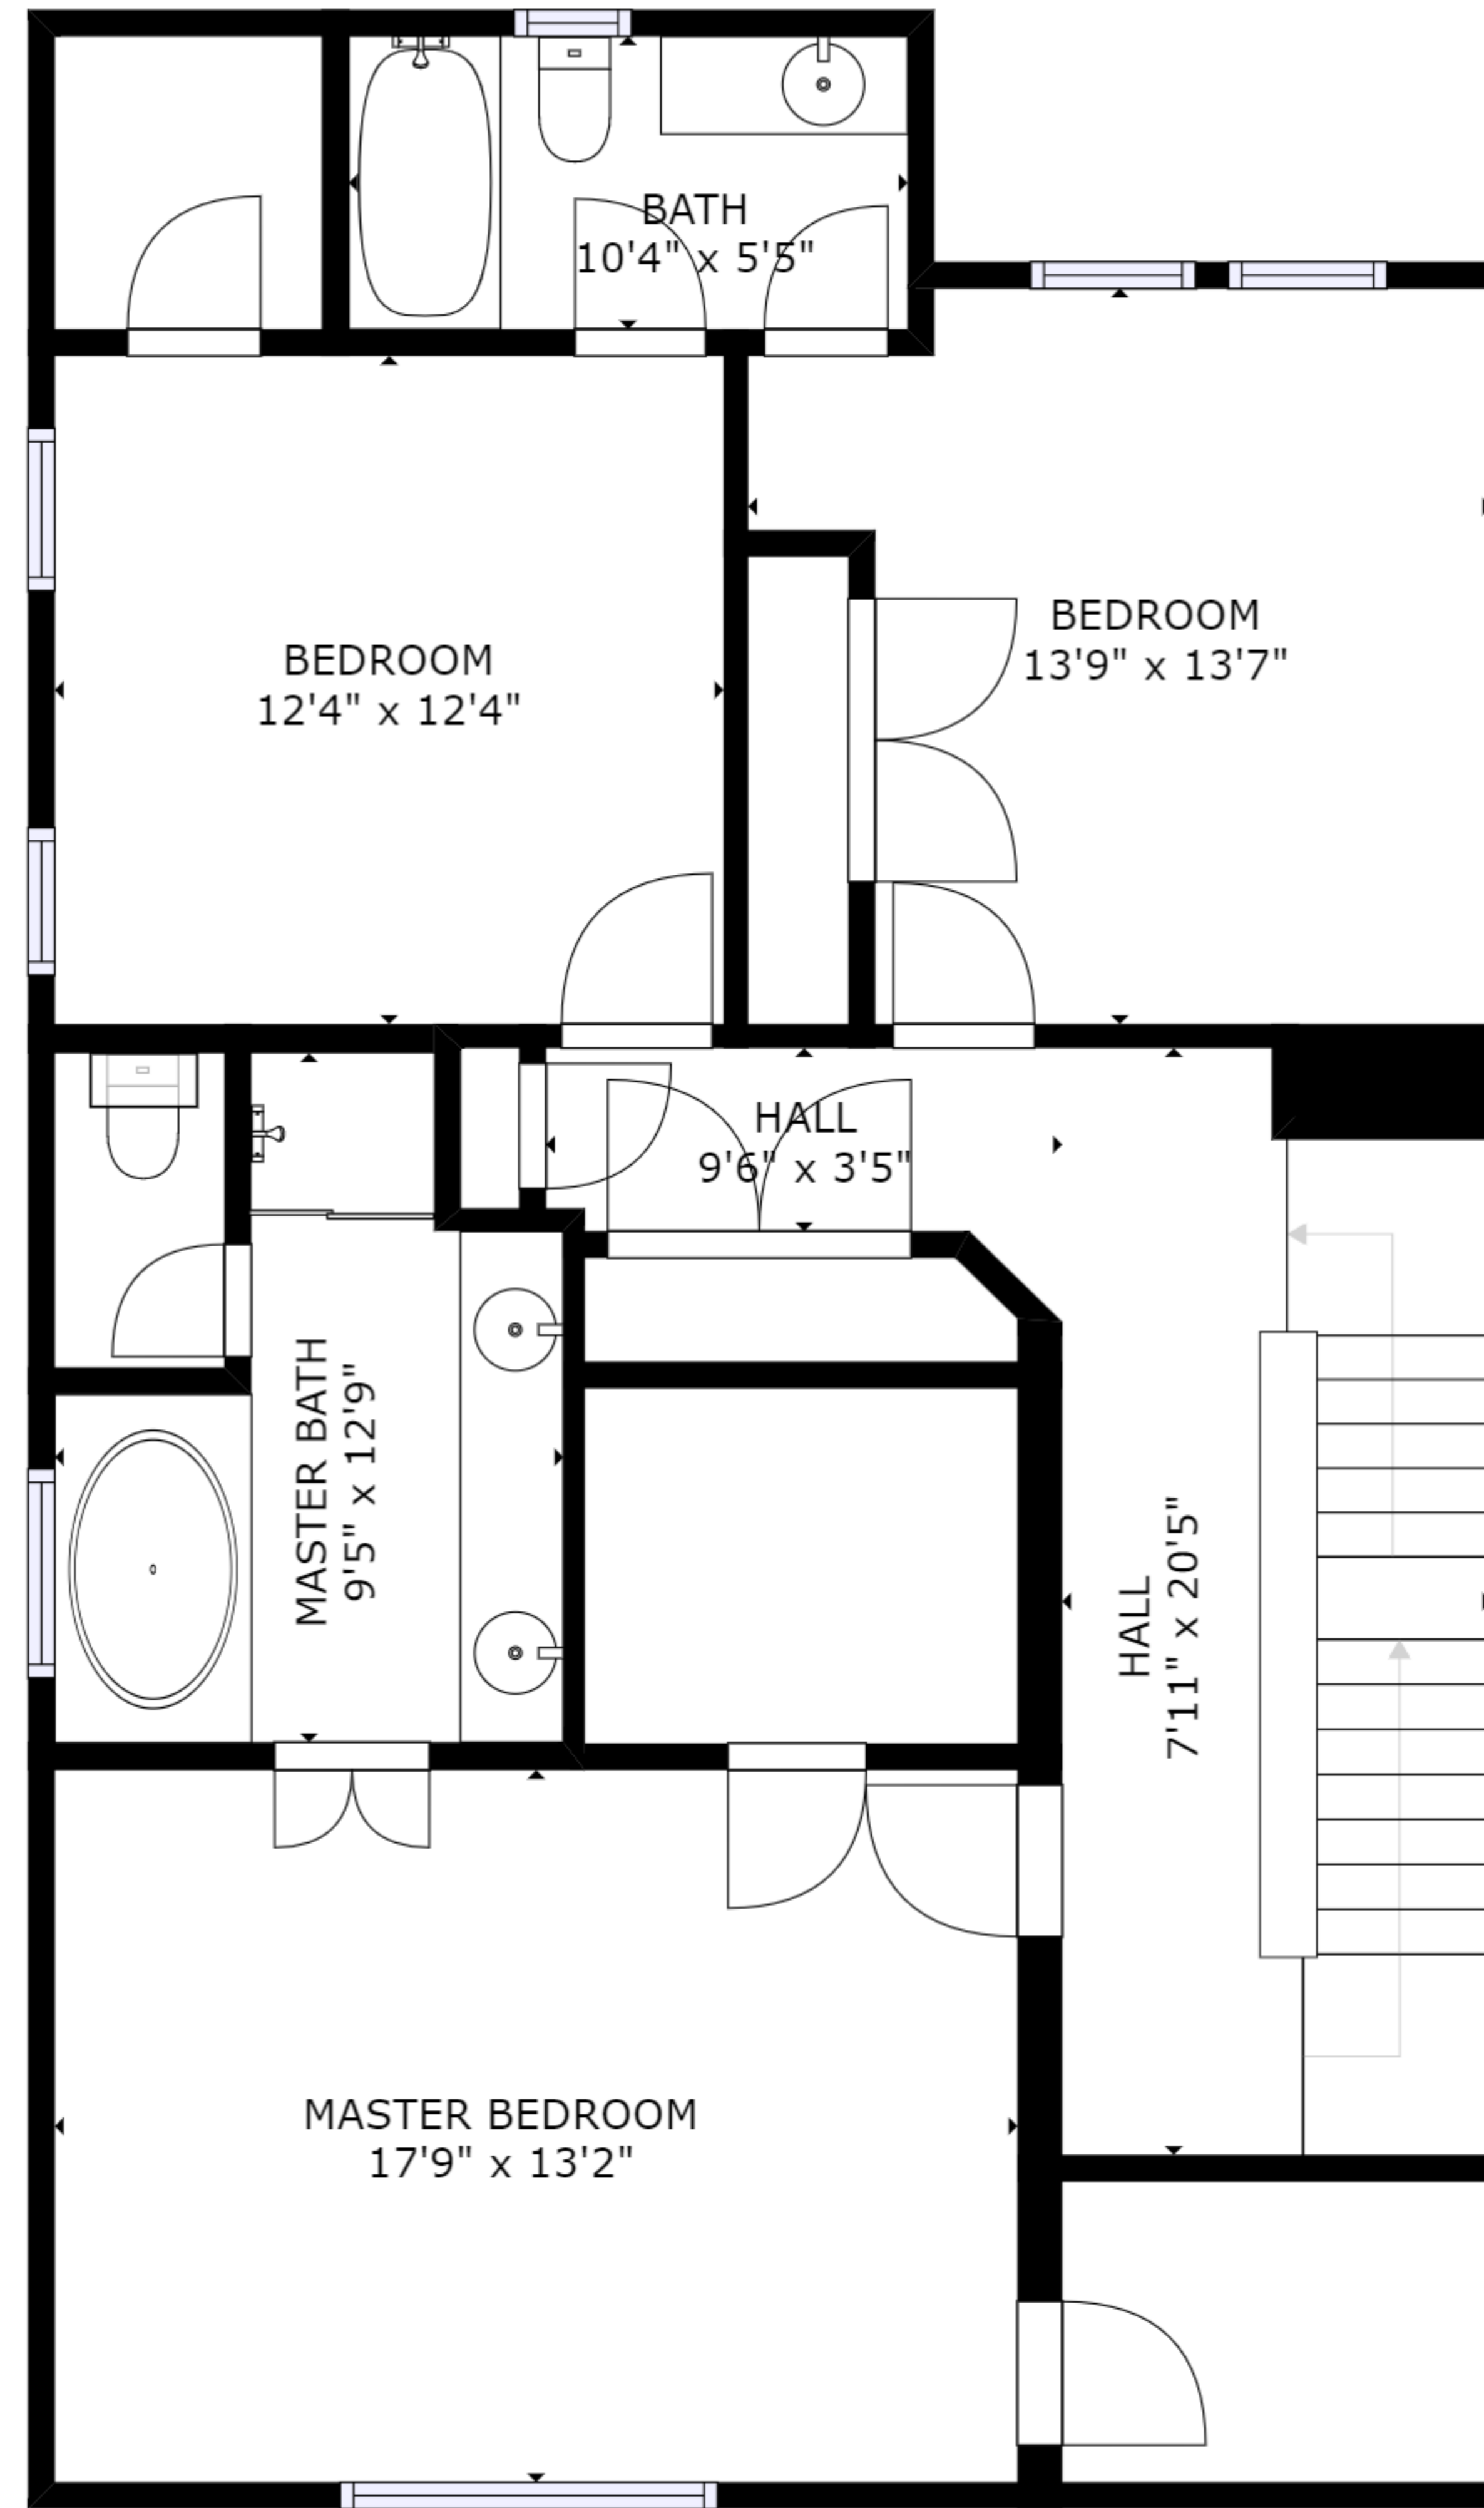 BATH
10'4" x 5'5"
BEDROOM
13'9" x 13'7"
BEDROOM
12'4" x 12'4"
HALL
9'6" x 3'5"
MASTER BATH
9'5" x 12'9"
HALL
7'11" x 20'5"
MASTER BEDROOM
17'9" x 13'2"